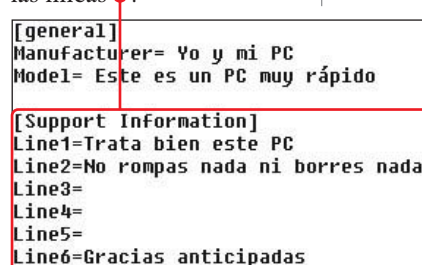 las líneas
[general]
Manufacturer= Yo y mi PC
Model= Este es un PC muy rápido
[Support Information]
Line1=Trata bien este PC
Line2=No rompas nada ni borres nada
Line3=
Line4=
Line5=
Line6=Gracias anticipadas